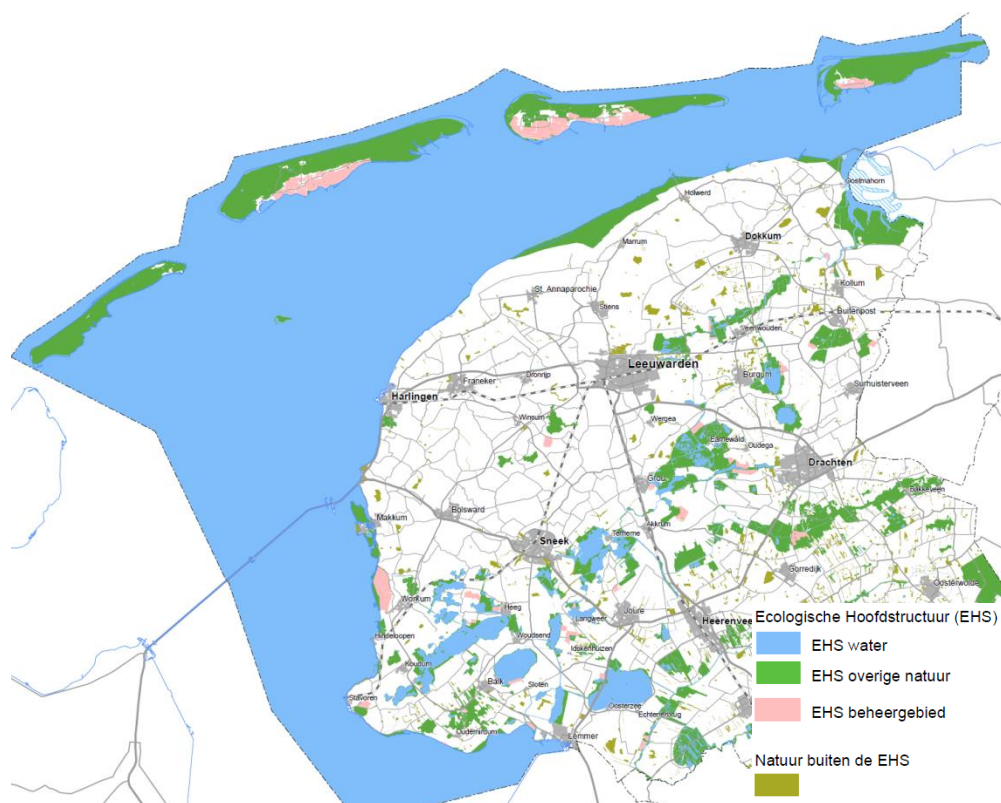 Oostmahorn
Holwerd
Dokkum
Marrum
Kollum
St. Annaparochie
Stiens
Buitenpost
Veenwouden
Leeuwarden
Dronrijp
Burgum
Franeker
Surhuisterveen
Harlingen
Winsum
Wergea
Earnewald
Oudega
Drachten
Grou
Bakkeveen
Makkum
Bolsward
Akkrum
Terherne
Sneek
Gorredijk
Oosterwolde
Workum
Heeg
Joure
Langweer
Heerenvee
Hindeloopen
Woudsend
Idskenhuizen
Koudum
Balk
Sloten
Stavoren
Oosterzee
Echtenerbrug
Oudemirdum
Lemmer
Ecologische Hoofdstructuur (EHS)
EHS water
EHS overige natuur
EHS beheergebied
Natuur buiten de EHS